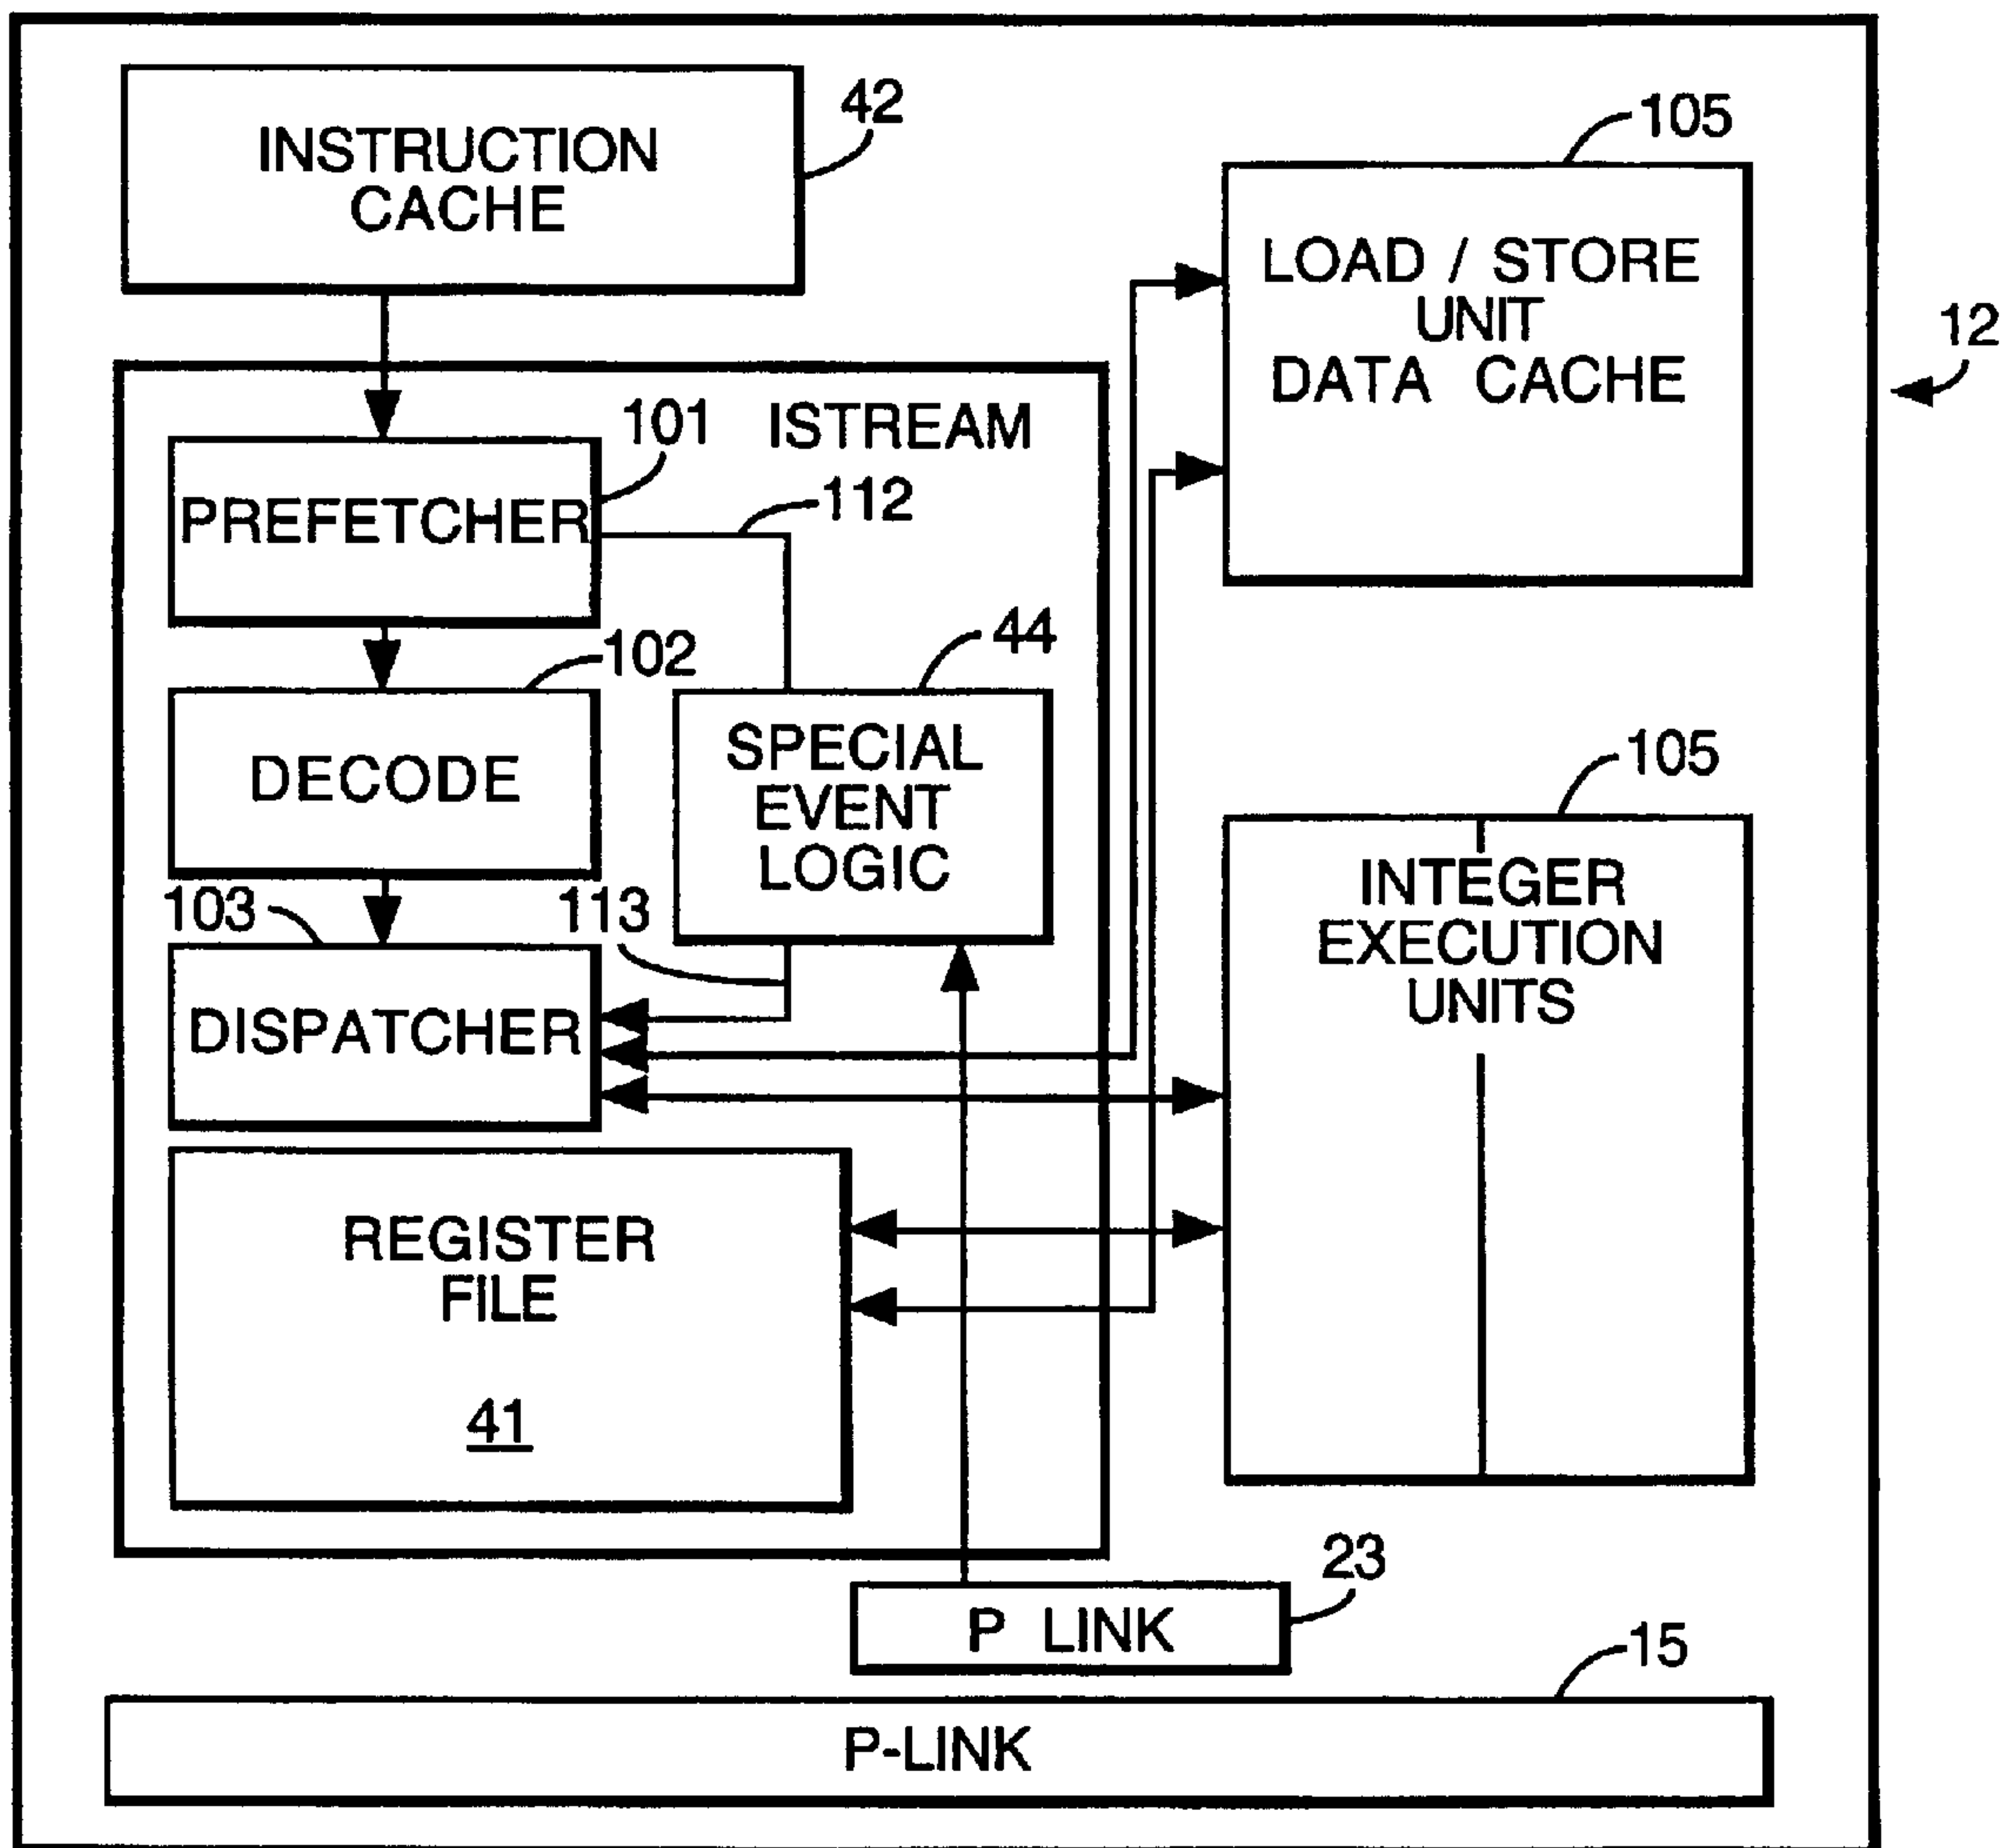 INSTRUCTION
CACHE
42
105
LOAD / STORE
UNIT
DATA CACHE
12
ISTREAM
101
PREFETCHER
112
102
DECODE
44
SPECIAL
EVENT
LOGIC
105
INTEGER
EXECUTION
UNITS
103
113
DISPATCHER
REGISTER
FILE
41
23
P LINK
15
P-LINK